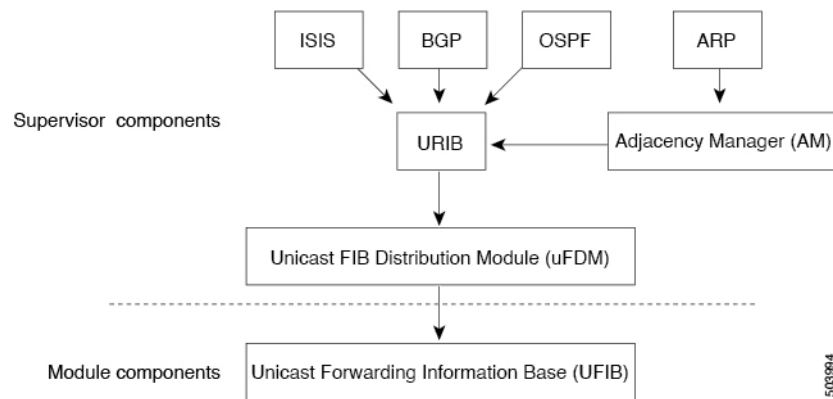 ISIS
BGP
OSPF
ARP
Supervisor components
URIB
Adjacency Manager (AM)
Unicast FIB Distribution Module (uFDM)
Module components
Unicast Forwarding Information Base (UFIB)
503994